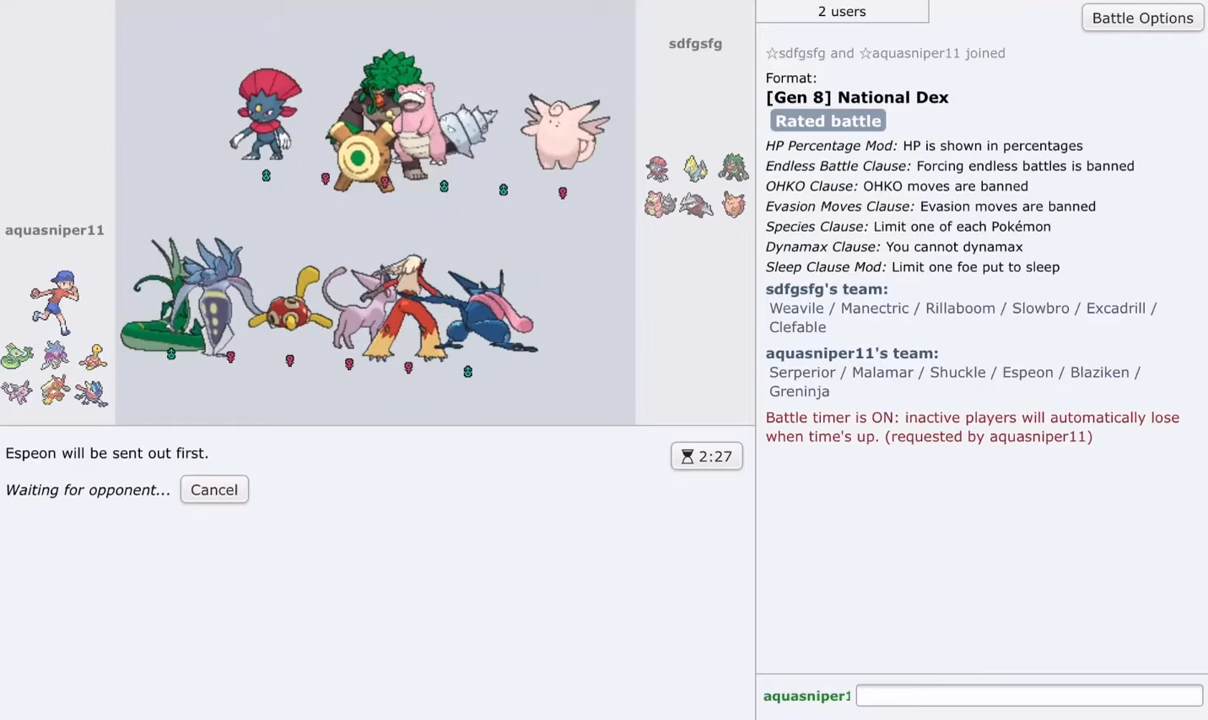 sdfgsfg
aquasniper11
Espeon will be sent out first.
2:27
Waiting for opponent...
Cancel
2 users
Battle Options
☆sdfgsfg and ☆aquasniper11 joined
Format:
[Gen 8] National Dex
Rated battle
HP Percentage Mod: HP is shown in percentages
Endless Battle Clause: Forcing endless battles is banned
OHKO Clause: OHKO moves are banned
Evasion Moves Clause: Evasion moves are banned
Species Clause: Limit one of each Pokémon
Dynamax Clause: You cannot dynamax
Sleep Clause Mod: Limit one foe put to sleep
sdfgsfg's team:
Weavile / Manectric / Rillaboom / Slowbro / Excadrill /
Clefable
aquasniper11's team:
Serperior / Malamar / Shuckle / Espeon / Blaziken /
Greninja
Battle timer is ON: inactive players will automatically lose
when time's up. (requested by aquasniper11)
aquasniper1